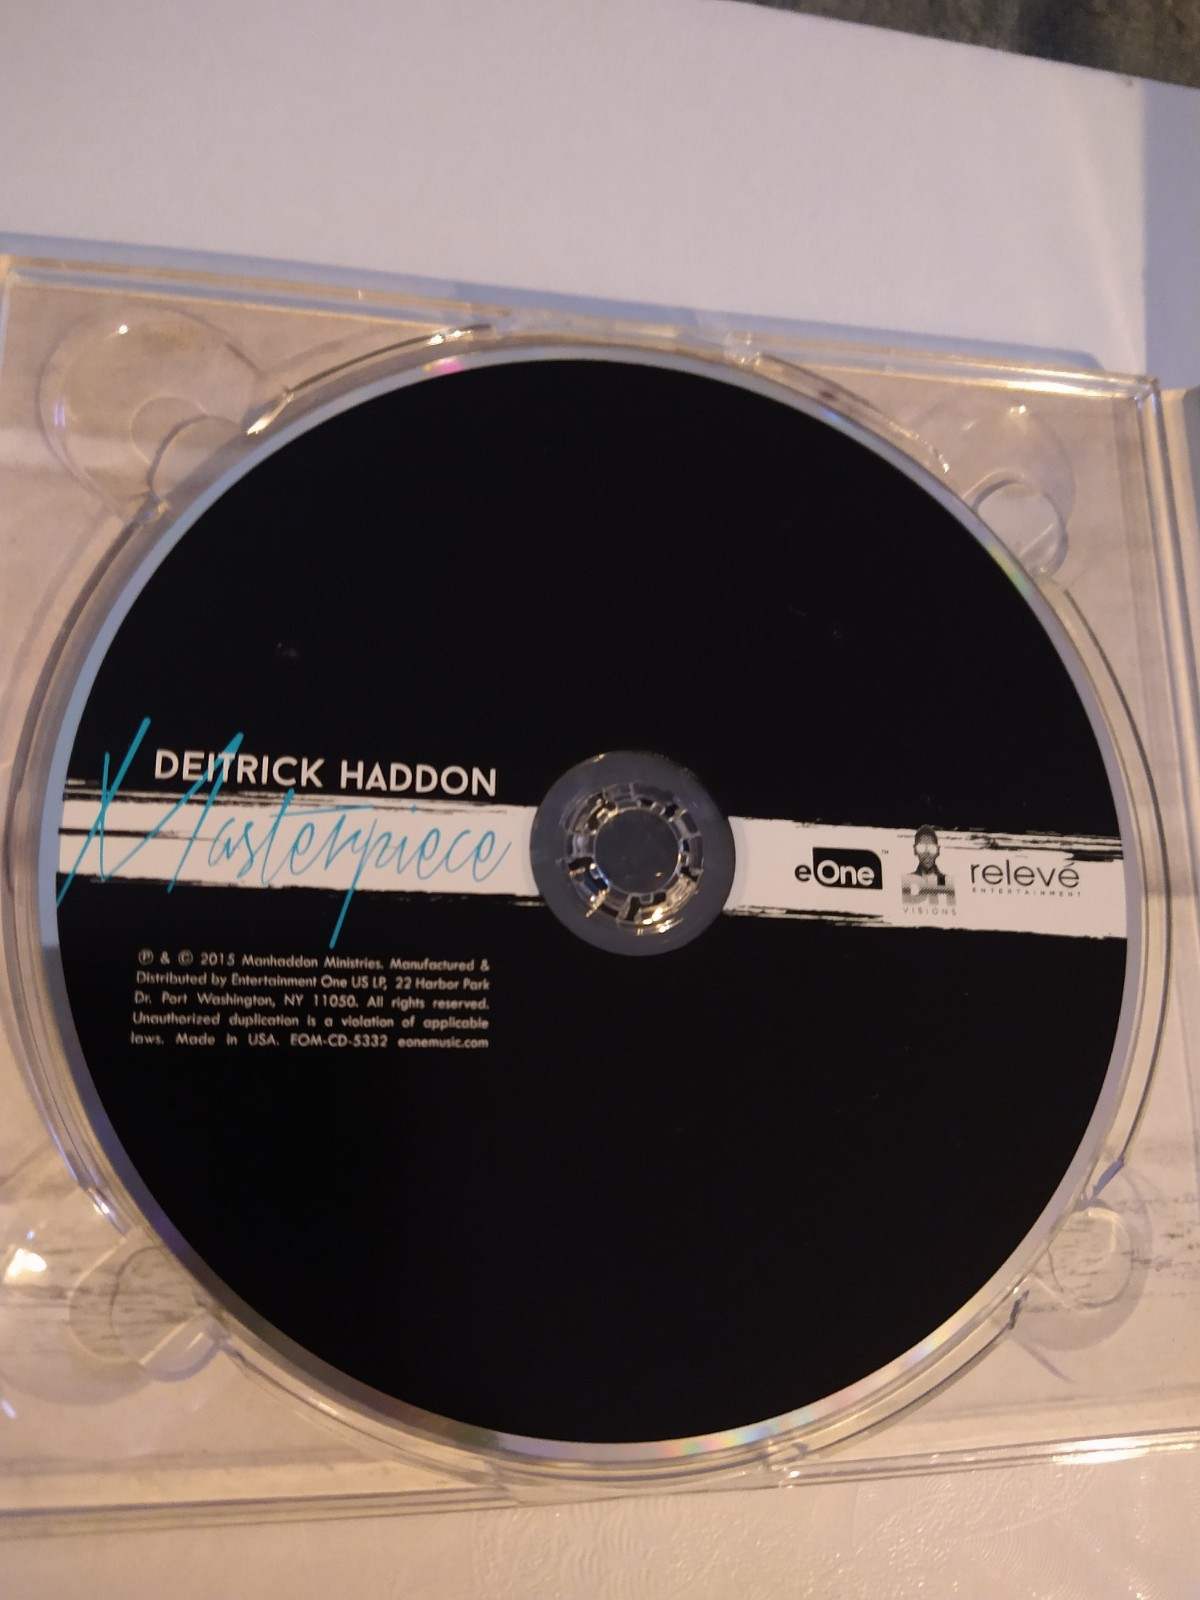 DEITRICK HADDON
Masterpiece
℗ & © 2015 Manhaddon Ministries. Manufactured &
Distributed by Entertainment One US LP, 22 Harbor Park
Dr. Port Washington, NY 11050. All rights reserved.
Unauthorized duplication is a violation of applicable
laws. Made in USA. EOM-CD-5332 eonemusic.com
eOne™
DH
VISIONS
relevé
ENTERTAINMENT